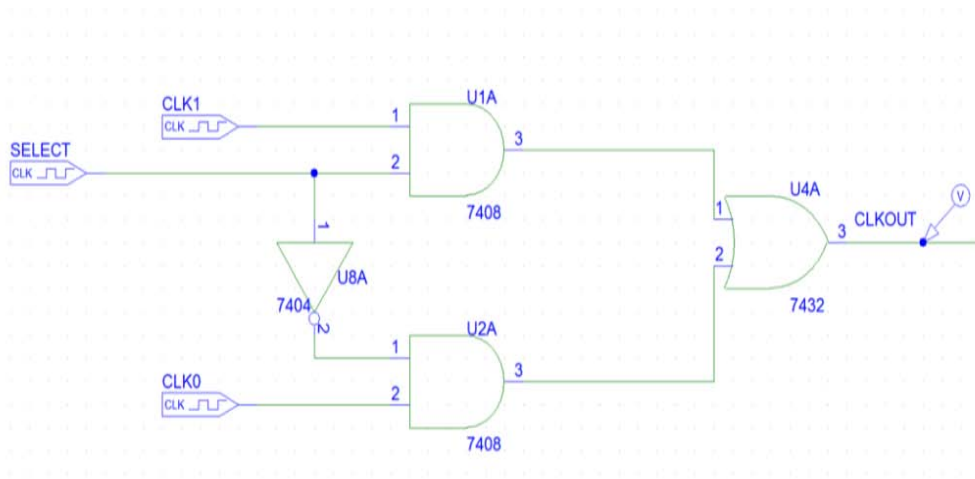 CLK1
CLK
SELECT
CLK
1
2
U1A
3
7408
1
U8A
7404
2
CLK0
CLK
1
2
U2A
3
7408
1
2
U4A
3
CLKOUT
V
7432